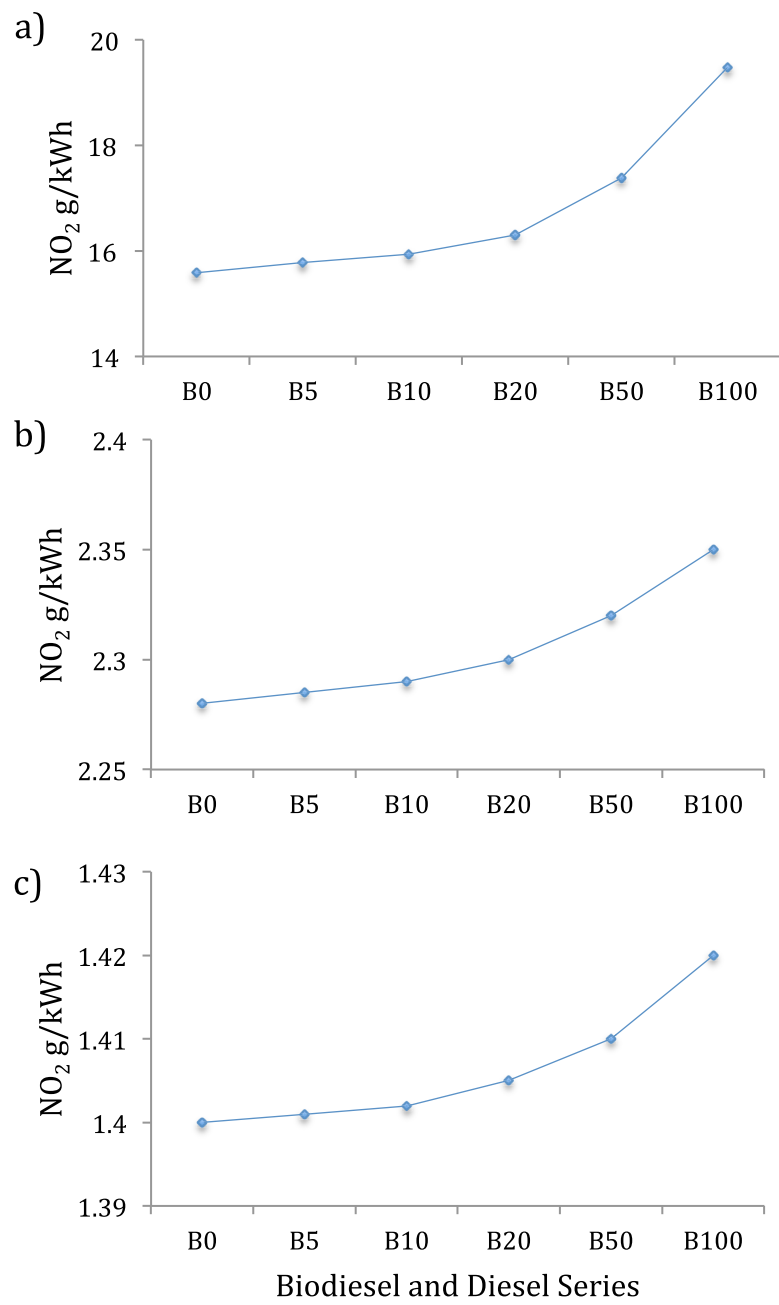 a)
NO₂ g/kWh
20
18
16
14
B0 B5 B10 B20 B50 B100
b)
NO₂ g/kWh
2.4
2.35
2.3
2.25
B0 B5 B10 B20 B50 B100
c)
NO₂ g/kWh
1.43
1.42
1.41
1.4
1.39
B0 B5 B10 B20 B50 B100
Biodiesel and Diesel Series